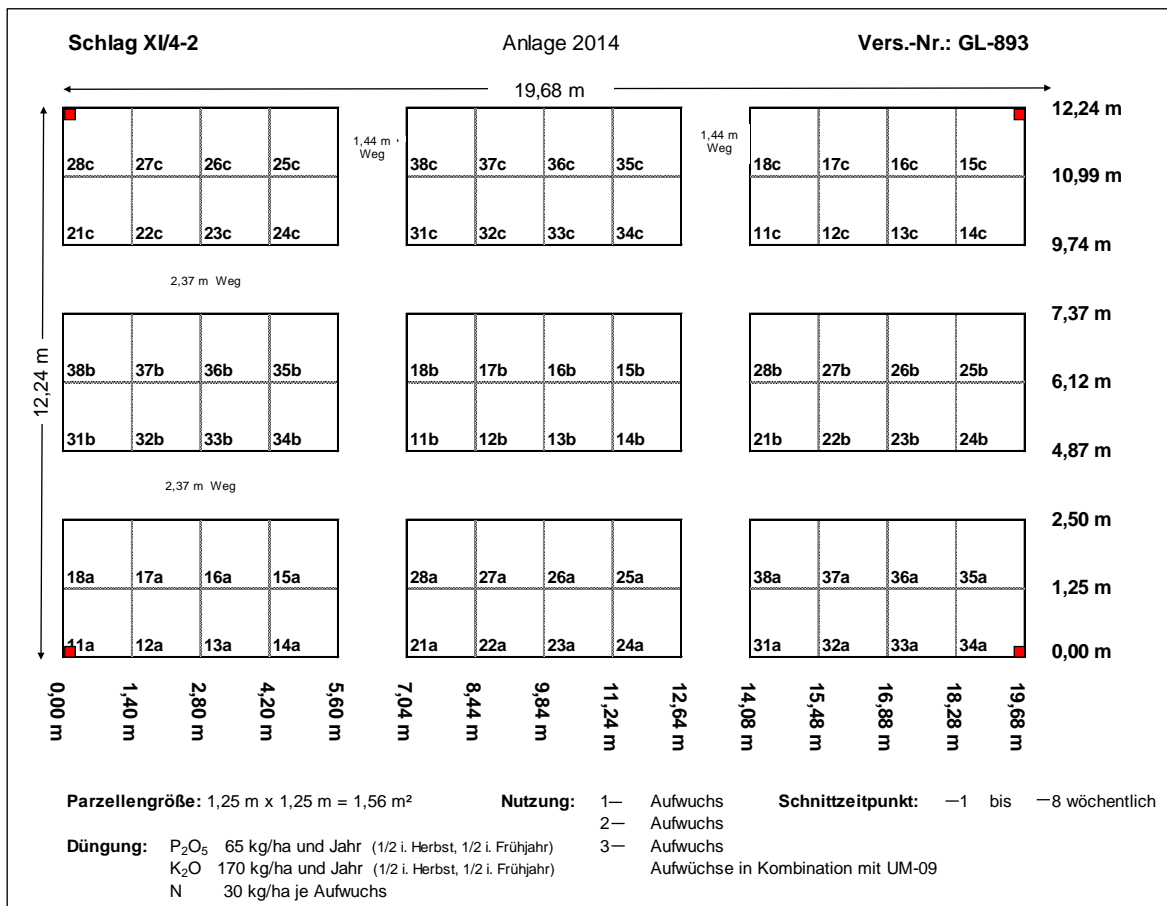 Schlag XI/4-2 Anlage 2014 Vers.-Nr.: GL-893
19,68 m
12,24 m
1,44 m Weg 1,44 m Weg
28c 27c 26c 25c 38c 37c 36c 35c 18c 17c 16c 15c
10,99 m
21c 22c 23c 24c 31c 32c 33c 34c 11c 12c 13c 14c
9,74 m
2,37 m Weg
7,37 m
12,24 m
38b 37b 36b 35b 18b 17b 16b 15b 28b 27b 26b 25b
6,12 m
31b 32b 33b 34b 11b 12b 13b 14b 21b 22b 23b 24b
4,87 m
2,37 m Weg
2,50 m
18a 17a 16a 15a 28a 27a 26a 25a 38a 37a 36a 35a
1,25 m
11a 12a 13a 14a 21a 22a 23a 24a 31a 32a 33a 34a
0,00 m
0,00 m 1,40 m 2,80 m 4,20 m 5,60 m 7,04 m 8,44 m 9,84 m 11,24 m 12,64 m 14,08 m 15,48 m 16,88 m 18,28 m 19,68 m
Parzellengröße: 1,25 m x 1,25 m = 1,56 m² Nutzung: 1— Aufwuchs Schnittzeitpunkt: —1 bis —8 wöchentlich
2— Aufwuchs
Düngung: P₂O₅ 65 kg/ha und Jahr (1/2 i. Herbst, 1/2 i. Frühjahr) 3— Aufwuchs
K₂O 170 kg/ha und Jahr (1/2 i. Herbst, 1/2 i. Frühjahr) Aufwüchse in Kombination mit UM-09
N 30 kg/ha je Aufwuchs